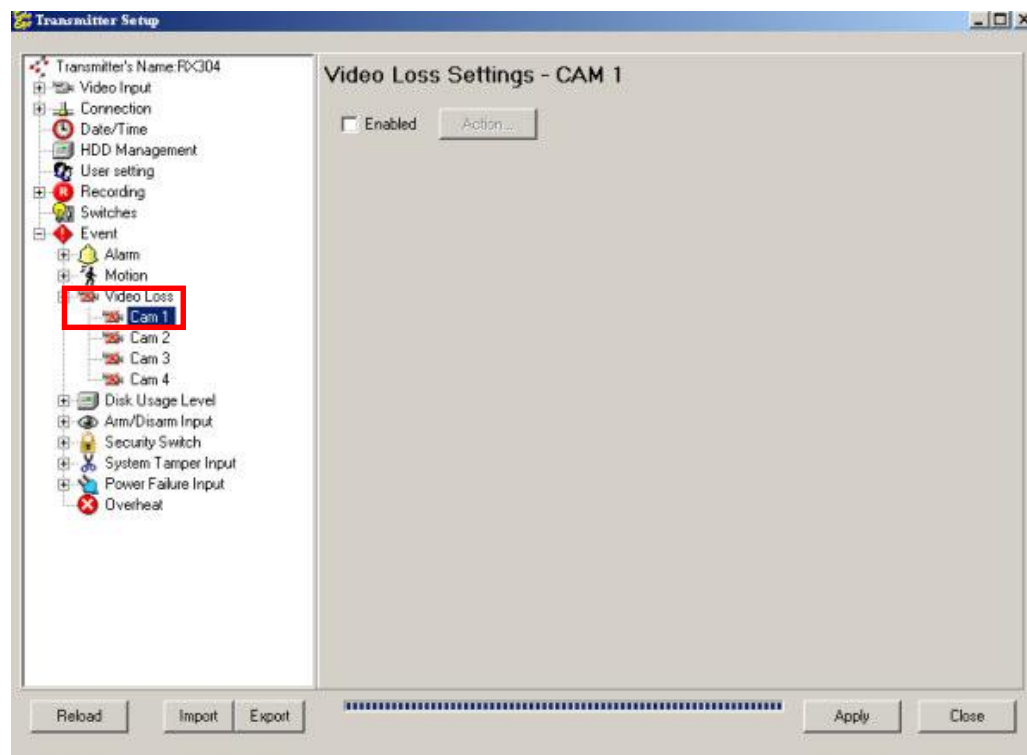 Transmitter Setup
Transmitter's Name:RX304
Video Input
Connection
Date/Time
HDD Management
User setting
Recording
Switches
Event
Alarm
Motion
Video Loss
Cam 1
Cam 2
Cam 3
Cam 4
Disk Usage Level
Arm/Disarm Input
Security Switch
System Tamper Input
Power Failure Input
Overheat
Video Loss Settings - CAM 1
Enabled Action...
Reload Import Export Apply Close